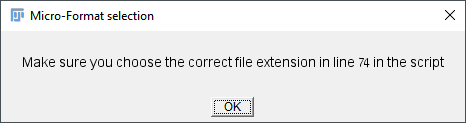 Micro-Format selection
Make sure you choose the correct file extension in line 74 in the script
OK